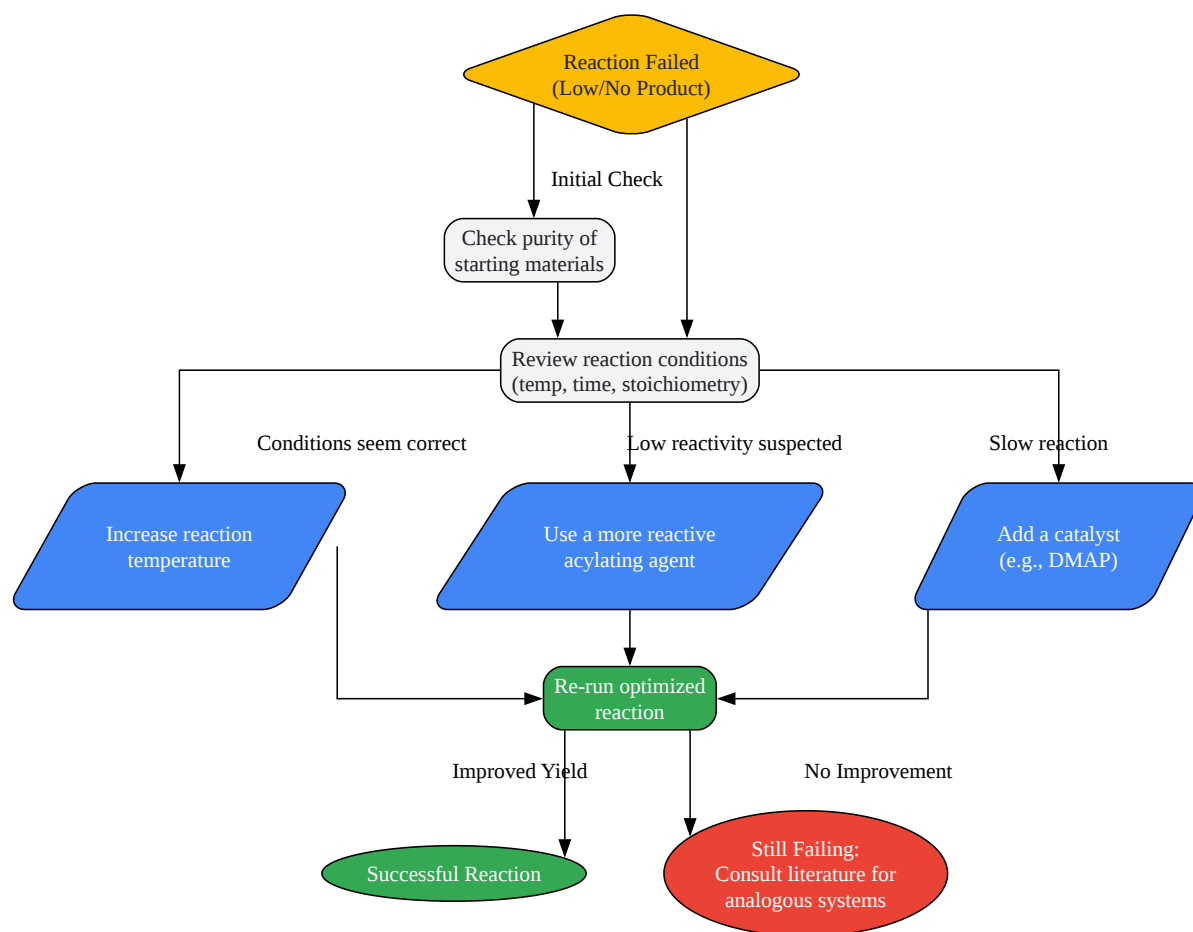 Reaction Failed
(Low/No Product)
Initial Check
Check purity of
starting materials
Review reaction conditions
(temp, time, stoichiometry)
Conditions seem correct
Low reactivity suspected
Slow reaction
Increase reaction
temperature
Use a more reactive
acylating agent
Add a catalyst
(e.g., DMAP)
Re-run optimized
reaction
Improved Yield
No Improvement
Successful Reaction
Still Failing:
Consult literature for
analogous systems